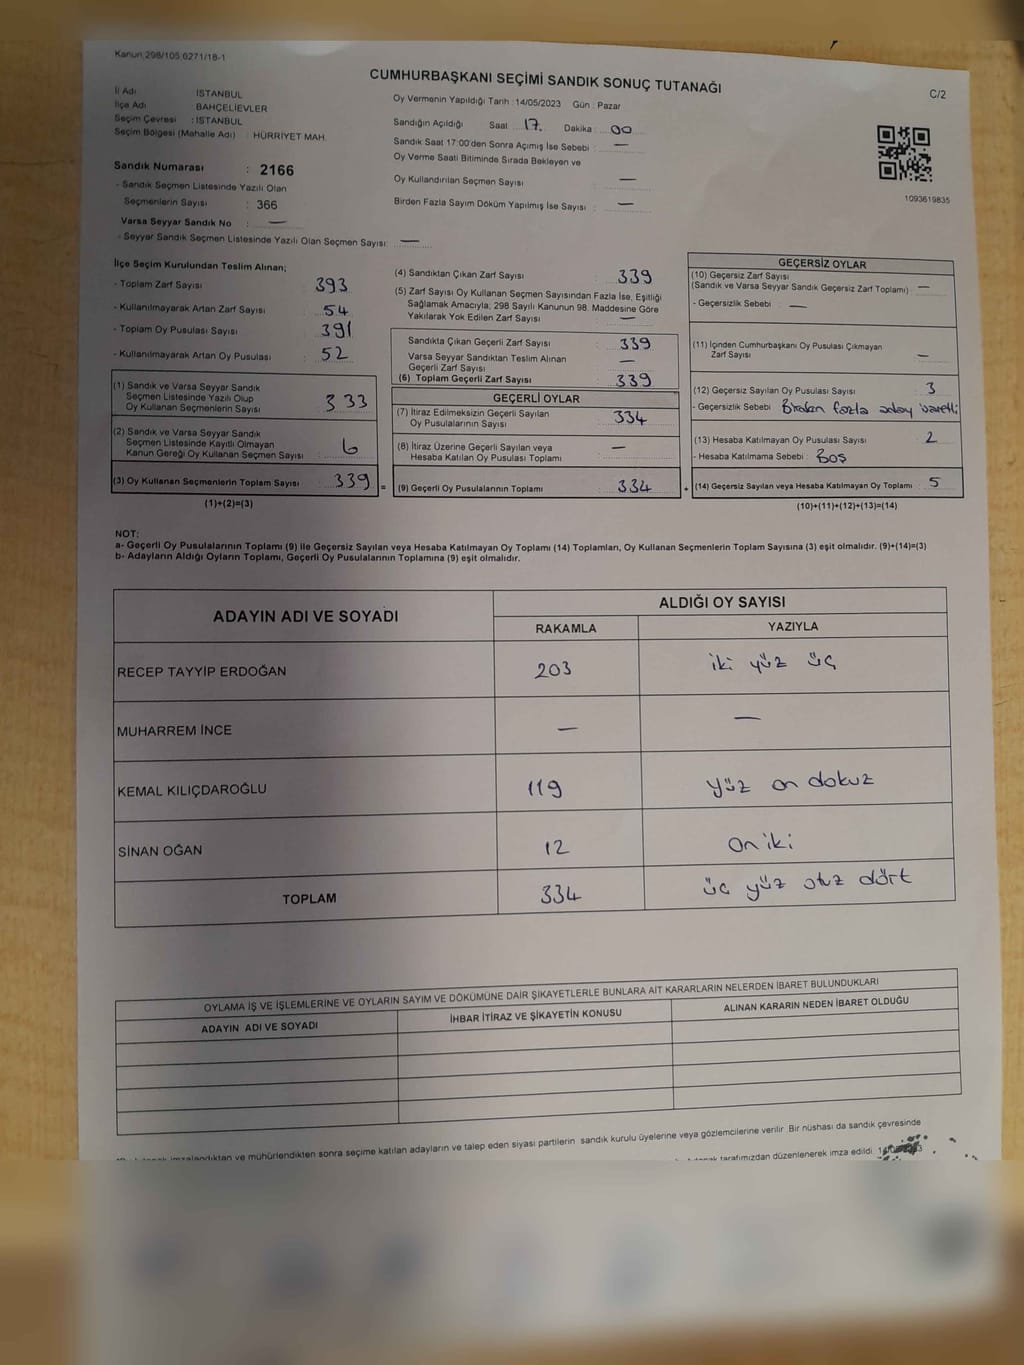 Kanun:298/105:6271/18-1
CUMHURBAŞKANI SEÇİMİ SANDIK SONUÇ TUTANAĞI
C/2
İl Adı İSTANBUL
İlçe Adı BAHÇELİEVLER
Seçim Çevresi : İSTANBUL
Seçim Bölgesi (Mahalle Adı) : HÜRRİYET MAH.
Oy Vermenin Yapıldığı Tarih : 14/05/2023 Gün : Pazar
Sandığın Açıldığı Saat : 17. Dakika : 00
Sandık Saat 17:00'den Sonra Açımış İse Sebebi : —
Oy Verme Saati Bitiminde Sırada Bekleyen ve
Oy Kullandırılan Seçmen Sayısı : —
Birden Fazla Sayım Döküm Yapılmış İse Sayısı : —
1093619835
Sandık Numarası : 2166
- Sandık Seçmen Listesinde Yazılı Olan
Seçmenlerin Sayısı : 366
Varsa Seyyar Sandık No : —
- Seyyar Sandık Seçmen Listesinde Yazılı Olan Seçmen Sayısı: —
İlçe Seçim Kurulundan Teslim Alınan;
- Toplam Zarf Sayısı : 393
- Kullanılmayarak Artan Zarf Sayısı : 54
- Toplam Oy Pusulası Sayısı : 391
- Kullanılmayarak Artan Oy Pusulası : 52
(1) Sandık ve Varsa Seyyar Sandık
Seçmen Listesinde Yazılı Olup
Oy Kullanan Seçmenlerin Sayısı : 333
(2) Sandık ve Varsa Seyyar Sandık
Seçmen Listesinde Kayıtlı Olmayan
Kanun Gereği Oy Kullanan Seçmen Sayısı : 6
(3) Oy Kullanan Seçmenlerin Toplam Sayısı : 339 =
(1)+(2)=(3)
(4) Sandıktan Çıkan Zarf Sayısı : 339
(5) Zarf Sayısı Oy Kullanan Seçmen Sayısından Fazla İse, Eşitliği
Sağlamak Amacıyla; 298 Sayılı Kanunun 98. Maddesine Göre
Yakılarak Yok Edilen Zarf Sayısı : —
Sandıkta Çıkan Geçerli Zarf Sayısı : 339
Varsa Seyyar Sandıktan Teslim Alınan
Geçerli Zarf Sayısı : —
(6) Toplam Geçerli Zarf Sayısı : 339
GEÇERLİ OYLAR
(7) İtiraz Edilmeksizin Geçerli Sayılan
Oy Pusulalarının Sayısı : 334
(8) İtiraz Üzerine Geçerli Sayılan veya
Hesaba Katılan Oy Pusulası Toplamı : —
(9) Geçerli Oy Pusulalarının Toplamı : 334 +
GEÇERSİZ OYLAR
(10) Geçersiz Zarf Sayısı
(Sandık ve Varsa Seyyar Sandık Geçersiz Zarf Toplamı) : —
- Geçersizlik Sebebi : —
(11) İçinden Cumhurbaşkanı Oy Pusulası Çıkmayan
Zarf Sayısı : —
(12) Geçersiz Sayılan Oy Pusulası Sayısı : 3
- Geçersizlik Sebebi : Birden fazla aday işaretli
(13) Hesaba Katılmayan Oy Pusulası Sayısı : 2
- Hesaba Katılmama Sebebi : Boş
(14) Geçersiz Sayılan veya Hesaba Katılmayan Oy Toplamı : 5
(10)+(11)+(12)+(13)=(14)
NOT:
a- Geçerli Oy Pusulalarının Toplamı (9) ile Geçersiz Sayılan veya Hesaba Katılmayan Oy Toplamı (14) Toplamları, Oy Kullanan Seçmenlerin Toplam Sayısına (3) eşit olmalıdır. (9)+(14)=(3)
b- Adayların Aldığı Oyların Toplamı, Geçerli Oy Pusulalarının Toplamına (9) eşit olmalıdır.
ADAYIN ADI VE SOYADI ALDIĞI OY SAYISI
RAKAMLA YAZIYLA
RECEP TAYYİP ERDOĞAN 203 iki yüz üç
MUHARREM İNCE — —
KEMAL KILIÇDAROĞLU 119 yüz on dokuz
SİNAN OĞAN 12 on iki
TOPLAM 334 üç yüz otuz dört
OYLAMA İŞ VE İŞLEMLERİNE VE OYLARIN SAYIM VE DÖKÜMÜNE DAİR ŞİKAYETLERLE BUNLARA AİT KARARLARIN NELERDEN İBARET BULUNDUKLARI
ADAYIN ADI VE SOYADI İHBAR İTİRAZ VE ŞİKAYETİN KONUSU ALINAN KARARIN NEDEN İBARET OLDUĞU
imzalandıktan ve mühürlendikten sonra seçime katılan adayların ve talep eden siyasi partilerin sandık kurulu üyelerine veya gözlemcilerine verilir. Bir nüshası da sandık çevresinde
tarafımızdan düzenlenerek imza edildi.